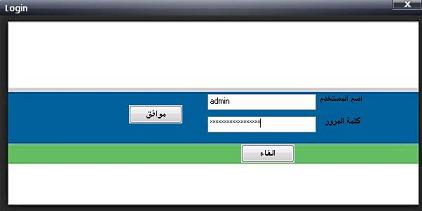 Login
اسم المستخدم admin
موافق
كلمة المرور ****************
الغاء